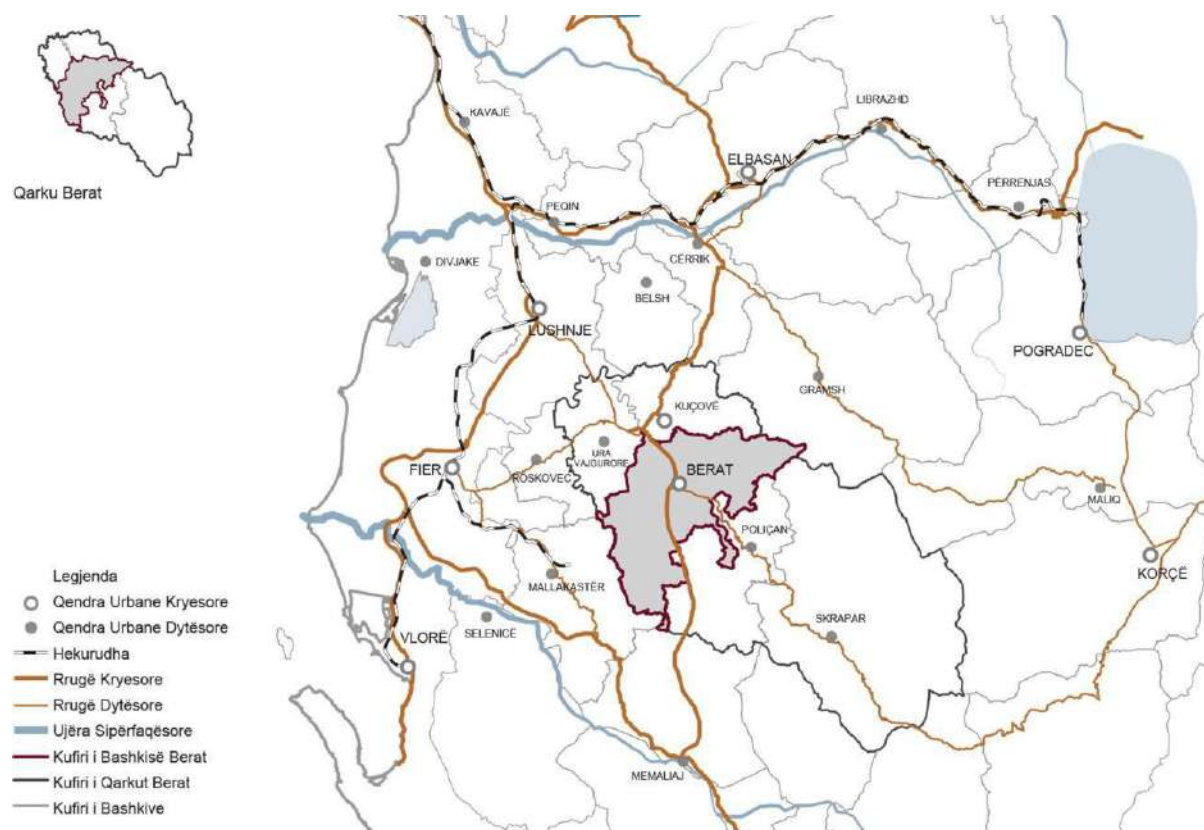 Qarku Berat
KAVAJË
LIBRAZHD
ELBASAN
PËRRENJAS
PEQIN
CËRRIK
DIVJAKE
BELSH
LUSHNJE
POGRADEC
GRAMSH
KUÇOVË
URA
VAJGURORE
FIER
ROSKOVEC
BERAT
MALIQ
POLIÇAN
KORÇË
MALLAKASTËR
SKRAPAR
SELENICË
VLORË
MEMALIAJ
Legjenda
Qendra Urbane Kryesore
Qendra Urbane Dytësore
Hekurudha
Rrugë Kryesore
Rrugë Dytësore
Ujëra Sipërfaqësore
Kufiri i Bashkisë Berat
Kufiri i Qarkut Berat
Kufiri i Bashkive